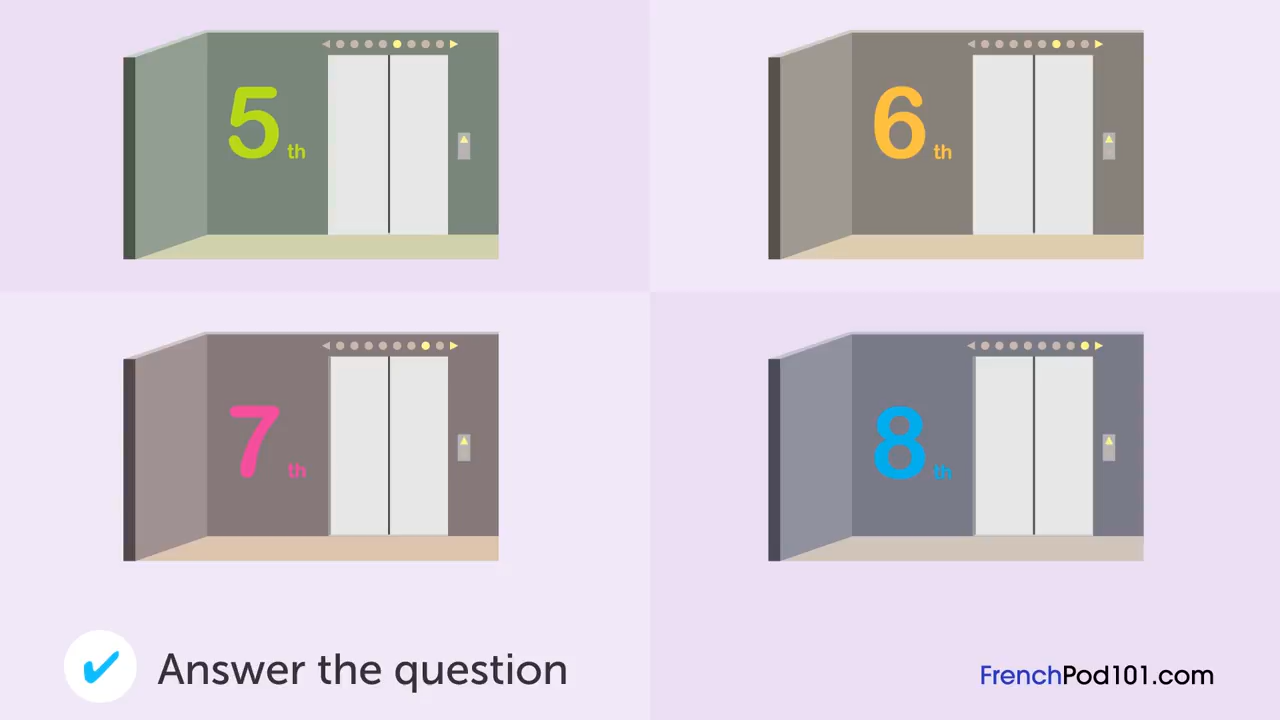 5th
6th
7th
8th
✔ Answer the question
FrenchPod101.com